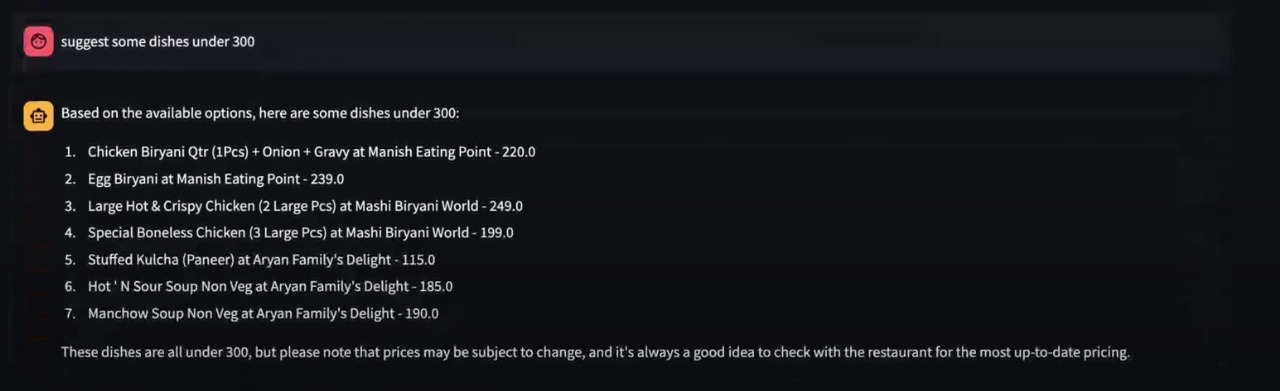 suggest some dishes under 300
Based on the available options, here are some dishes under 300:
1. Chicken Biryani Qtr (1Pcs) + Onion + Gravy at Manish Eating Point - 220.0
2. Egg Biryani at Manish Eating Point - 239.0
3. Large Hot & Crispy Chicken (2 Large Pcs) at Mashi Biryani World - 249.0
4. Special Boneless Chicken (3 Large Pcs) at Mashi Biryani World - 199.0
5. Stuffed Kulcha (Paneer) at Aryan Family's Delight - 115.0
6. Hot ' N Sour Soup Non Veg at Aryan Family's Delight - 185.0
7. Manchow Soup Non Veg at Aryan Family's Delight - 190.0
These dishes are all under 300, but please note that prices may be subject to change, and it's always a good idea to check with the restaurant for the most up-to-date pricing.